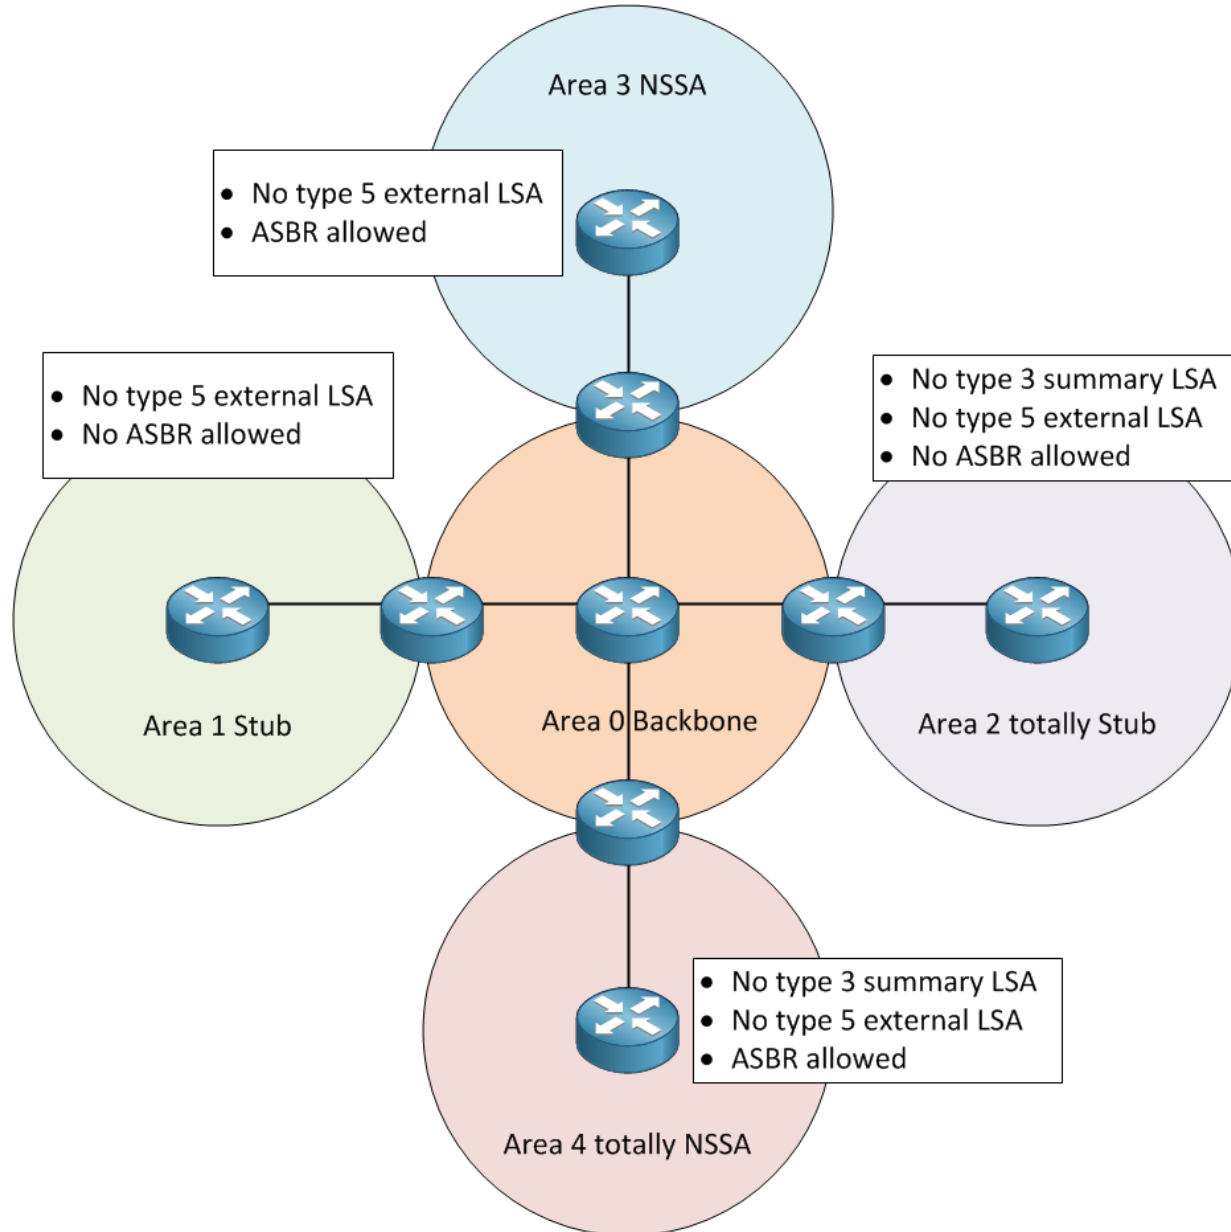 Area 3 NSSA
• No type 5 external LSA
• ASBR allowed
• No type 5 external LSA
• No ASBR allowed
• No type 3 summary LSA
• No type 5 external LSA
• No ASBR allowed
Area 1 Stub
Area 0 Backbone
Area 2 totally Stub
• No type 3 summary LSA
• No type 5 external LSA
• ASBR allowed
Area 4 totally NSSA